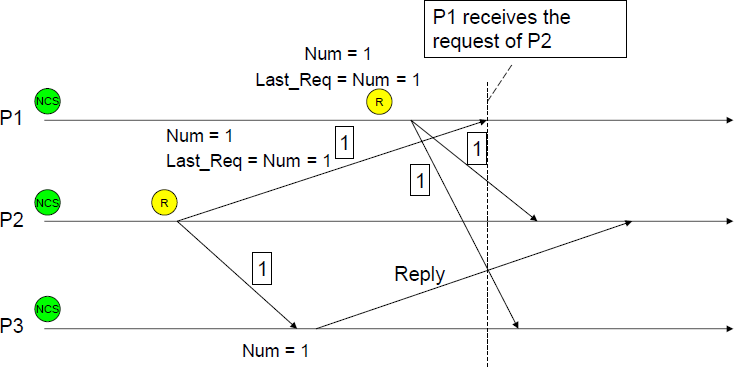 P1 receives the
request of P2
Num = 1
Last_Req = Num = 1
NCS
R
P1
Num = 1
Last_Req = Num = 1
1
1
1
NCS
R
P2
1
Reply
NCS
P3
Num = 1